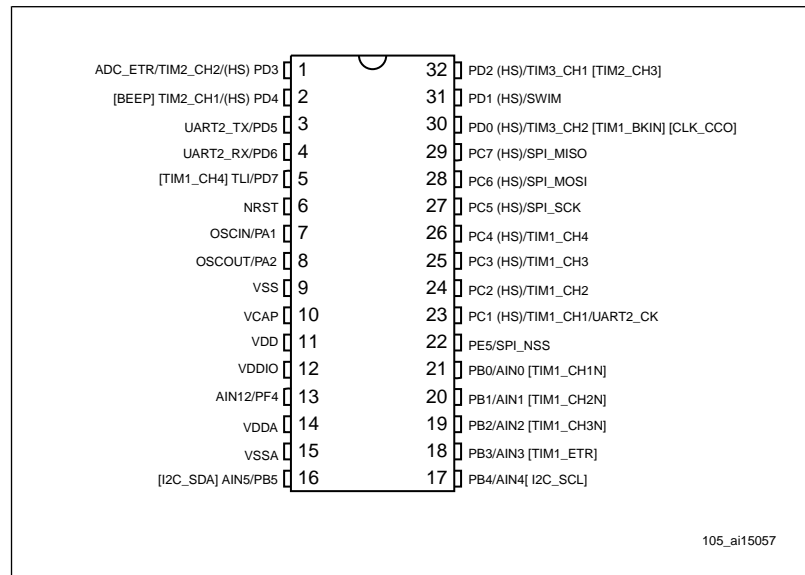 ADC_ETR/TIM2_CH2/(HS) PD3 1 32 PD2 (HS)/TIM3_CH1 [TIM2_CH3]
[BEEP] TIM2_CH1/(HS) PD4 2 31 PD1 (HS)/SWIM
UART2_TX/PD5 3 30 PD0 (HS)/TIM3_CH2 [TIM1_BKIN] [CLK_CCO]
UART2_RX/PD6 4 29 PC7 (HS)/SPI_MISO
[TIM1_CH4] TLI/PD7 5 28 PC6 (HS)/SPI_MOSI
NRST 6 27 PC5 (HS)/SPI_SCK
OSCIN/PA1 7 26 PC4 (HS)/TIM1_CH4
OSCOUT/PA2 8 25 PC3 (HS)/TIM1_CH3
VSS 9 24 PC2 (HS)/TIM1_CH2
VCAP 10 23 PC1 (HS)/TIM1_CH1/UART2_CK
VDD 11 22 PE5/SPI_NSS
VDDIO 12 21 PB0/AIN0 [TIM1_CH1N]
AIN12/PF4 13 20 PB1/AIN1 [TIM1_CH2N]
VDDA 14 19 PB2/AIN2 [TIM1_CH3N]
VSSA 15 18 PB3/AIN3 [TIM1_ETR]
[I2C_SDA] AIN5/PB5 16 17 PB4/AIN4[ I2C_SCL]
105_ai15057